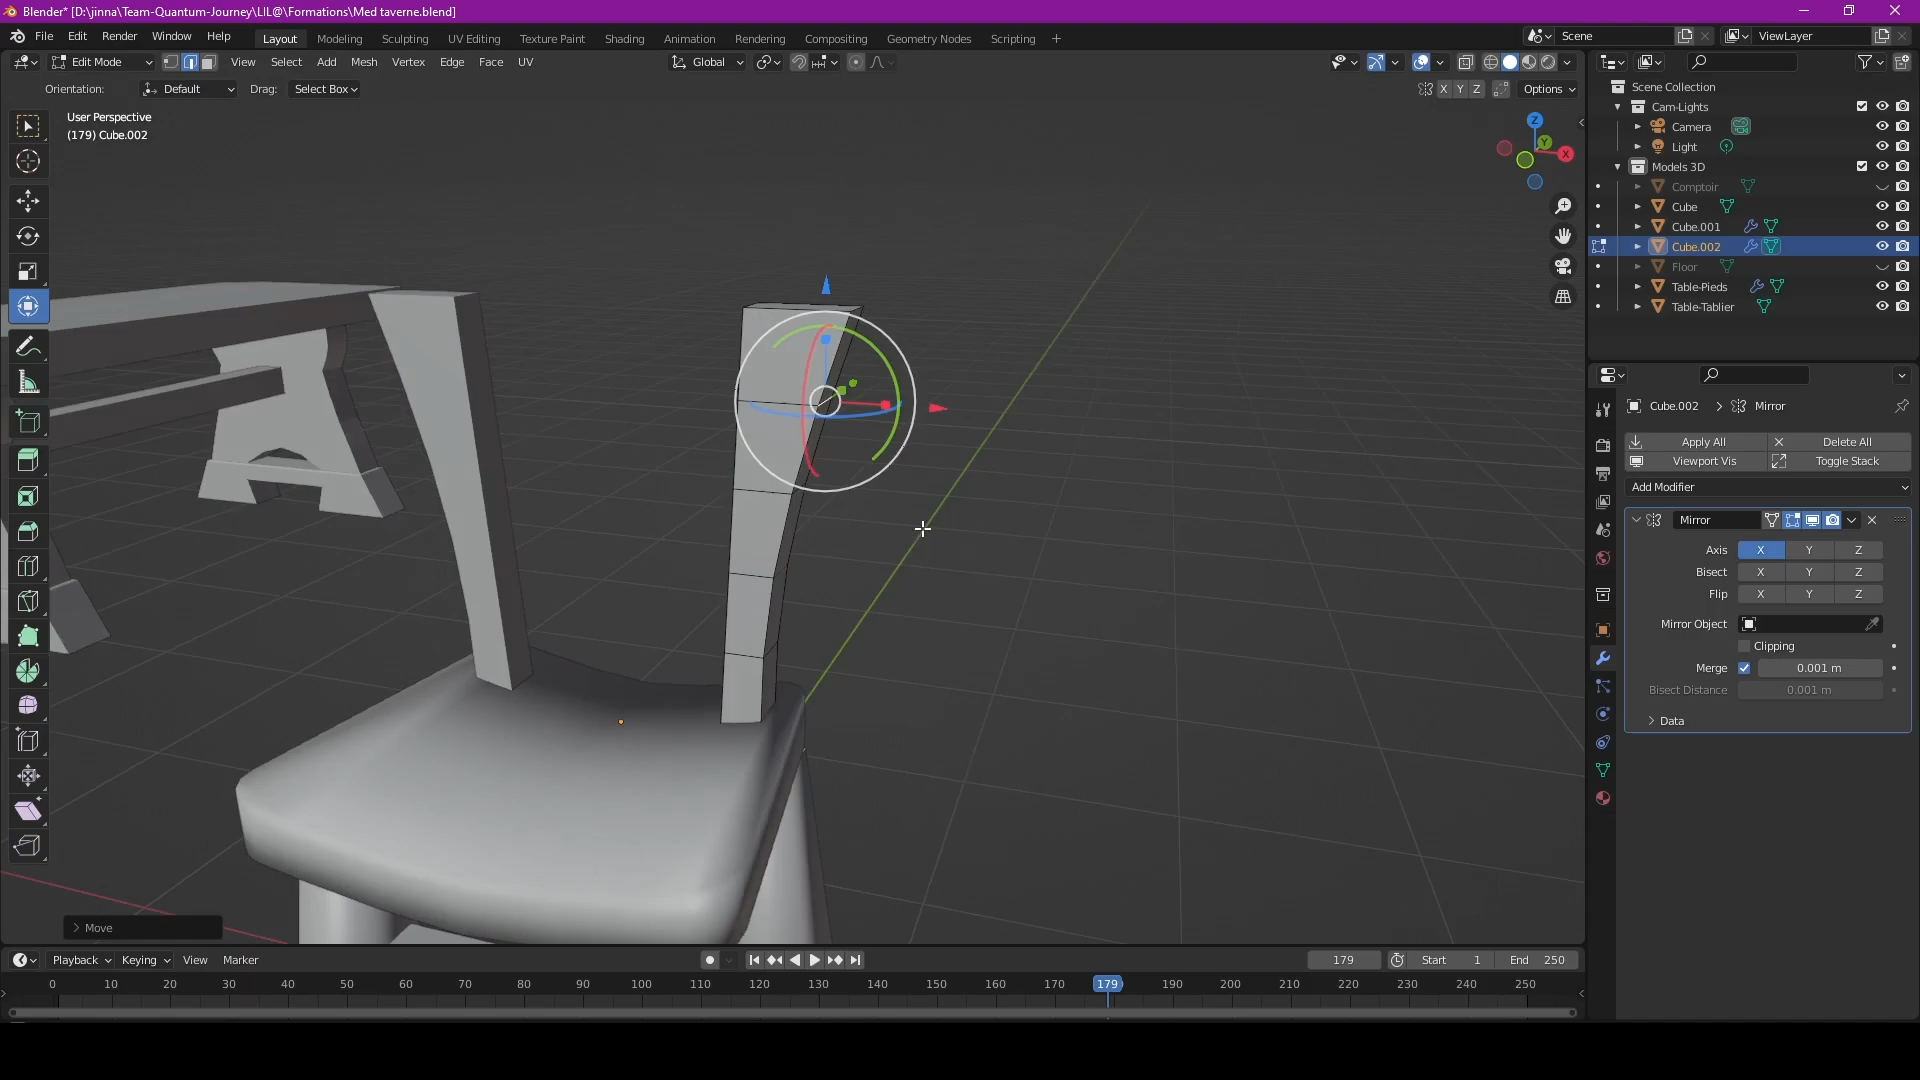 Blender* [D:\jinna\Team-Quantum-Journey\LIL@\Formations\Med taverne.blend]
File Edit Render Window Help Layout Modeling Sculpting UV Editing Texture Paint Shading Animation Rendering Compositing Geometry Nodes Scripting + Scene ViewLayer
Edit Mode View Select Add Mesh Vertex Edge Face UV Global
Orientation: Default Drag: Select Box X Y Z Options
User Perspective
(179) Cube.002
Z
Y
X
Scene Collection
Cam-Lights
Camera
Light
Models 3D
Comptoir
Cube
Cube.001
Cube.002
Floor
Table-Pieds
Table-Tablier
Cube.002 > Mirror
Apply All Delete All
Viewport Vis Toggle Stack
Add Modifier
Mirror
Axis X Y Z
Bisect X Y Z
Flip X Y Z
Mirror Object
Clipping
Merge 0.001 m
Bisect Distance 0.001 m
> Data
> Move
Playback Keying View Marker 179 Start 1 End 250
0 10 20 30 40 50 60 70 80 90 100 110 120 130 140 150 160 170 179 190 200 210 220 230 240 250